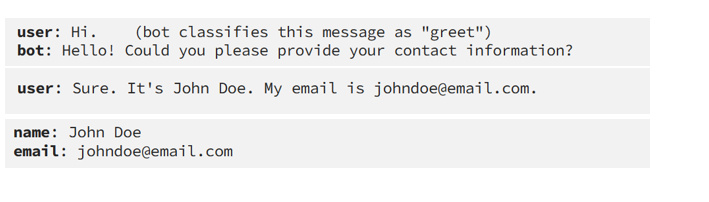 user: Hi.    (bot classifies this message as "greet")
bot: Hello! Could you please provide your contact information?
user: Sure. It's John Doe. My email is johndoe@email.com.
name: John Doe
email: johndoe@email.com